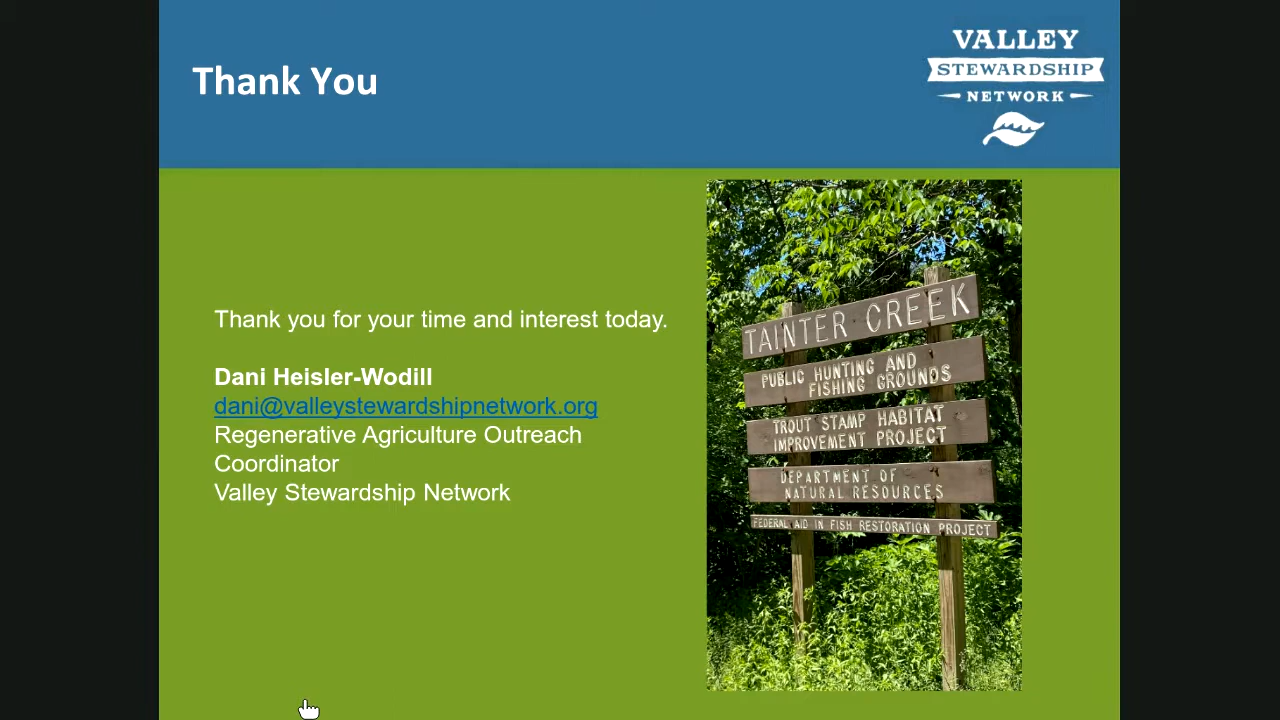 Thank You
VALLEY
STEWARDSHIP
NETWORK
Thank you for your time and interest today.
Dani Heisler-Wodill
dani@valleystewardshipnetwork.org
Regenerative Agriculture Outreach
Coordinator
Valley Stewardship Network
TAINTER CREEK
PUBLIC HUNTING AND
FISHING GROUNDS
TROUT STAMP HABITAT
IMPROVEMENT PROJECT
DEPARTMENT OF
NATURAL RESOURCES
FEDERAL AID IN FISH RESTORATION PROJECT